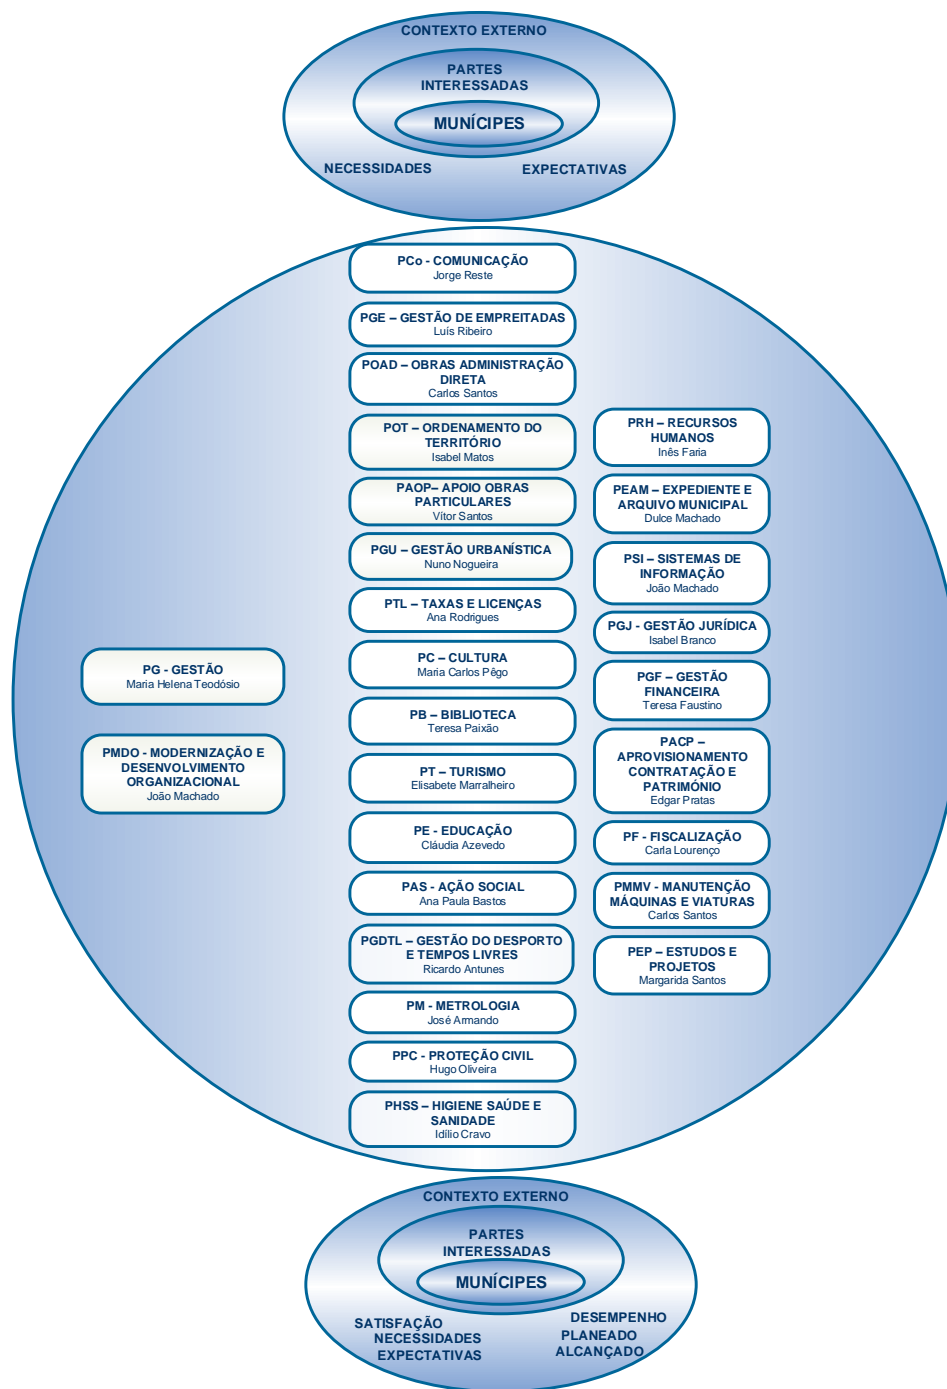 CONTEXTO EXTERNO
PARTES
INTERESSADAS
MUNÍCIPES
NECESSIDADES
EXPECTATIVAS
PCo - COMUNICAÇÃO
Jorge Reste
PGE – GESTÃO DE EMPREITADAS
Luís Ribeiro
POAD – OBRAS ADMINISTRAÇÃO
DIRETA
Carlos Santos
POT – ORDENAMENTO DO
TERRITÓRIO
Isabel Matos
PAOP– APOIO OBRAS
PARTICULARES
Vítor Santos
PGU – GESTÃO URBANÍSTICA
Nuno Nogueira
PTL – TAXAS E LICENÇAS
Ana Rodrigues
PC – CULTURA
Maria Carlos Pêgo
PB – BIBLIOTECA
Teresa Paixão
PT – TURISMO
Elisabete Marralheiro
PE - EDUCAÇÃO
Cláudia Azevedo
PAS - AÇÃO SOCIAL
Ana Paula Bastos
PGDTL – GESTÃO DO DESPORTO
E TEMPOS LIVRES
Ricardo Antunes
PM - METROLOGIA
José Armando
PPC - PROTEÇÃO CIVIL
Hugo Oliveira
PHSS – HIGIENE SAÚDE E
SANIDADE
Idílio Cravo
PG - GESTÃO
Maria Helena Teodósio
PMDO - MODERNIZAÇÃO E
DESENVOLVIMENTO
ORGANIZACIONAL
João Machado
PRH – RECURSOS
HUMANOS
Inês Faria
PEAM – EXPEDIENTE E
ARQUIVO MUNICIPAL
Dulce Machado
PSI – SISTEMAS DE
INFORMAÇÃO
João Machado
PGJ - GESTÃO JURÍDICA
Isabel Branco
PGF – GESTÃO
FINANCEIRA
Teresa Faustino
PACP –
APROVISIONAMENTO
CONTRATAÇÃO E
PATRIMÓNIO
Edgar Pratas
PF - FISCALIZAÇÃO
Carla Lourenço
PMMV - MANUTENÇÃO
MÁQUINAS E VIATURAS
Carlos Santos
PEP – ESTUDOS E
PROJETOS
Margarida Santos
CONTEXTO EXTERNO
PARTES
INTERESSADAS
MUNÍCIPES
SATISFAÇÃO
NECESSIDADES
EXPECTATIVAS
DESEMPENHO
PLANEADO
ALCANÇADO